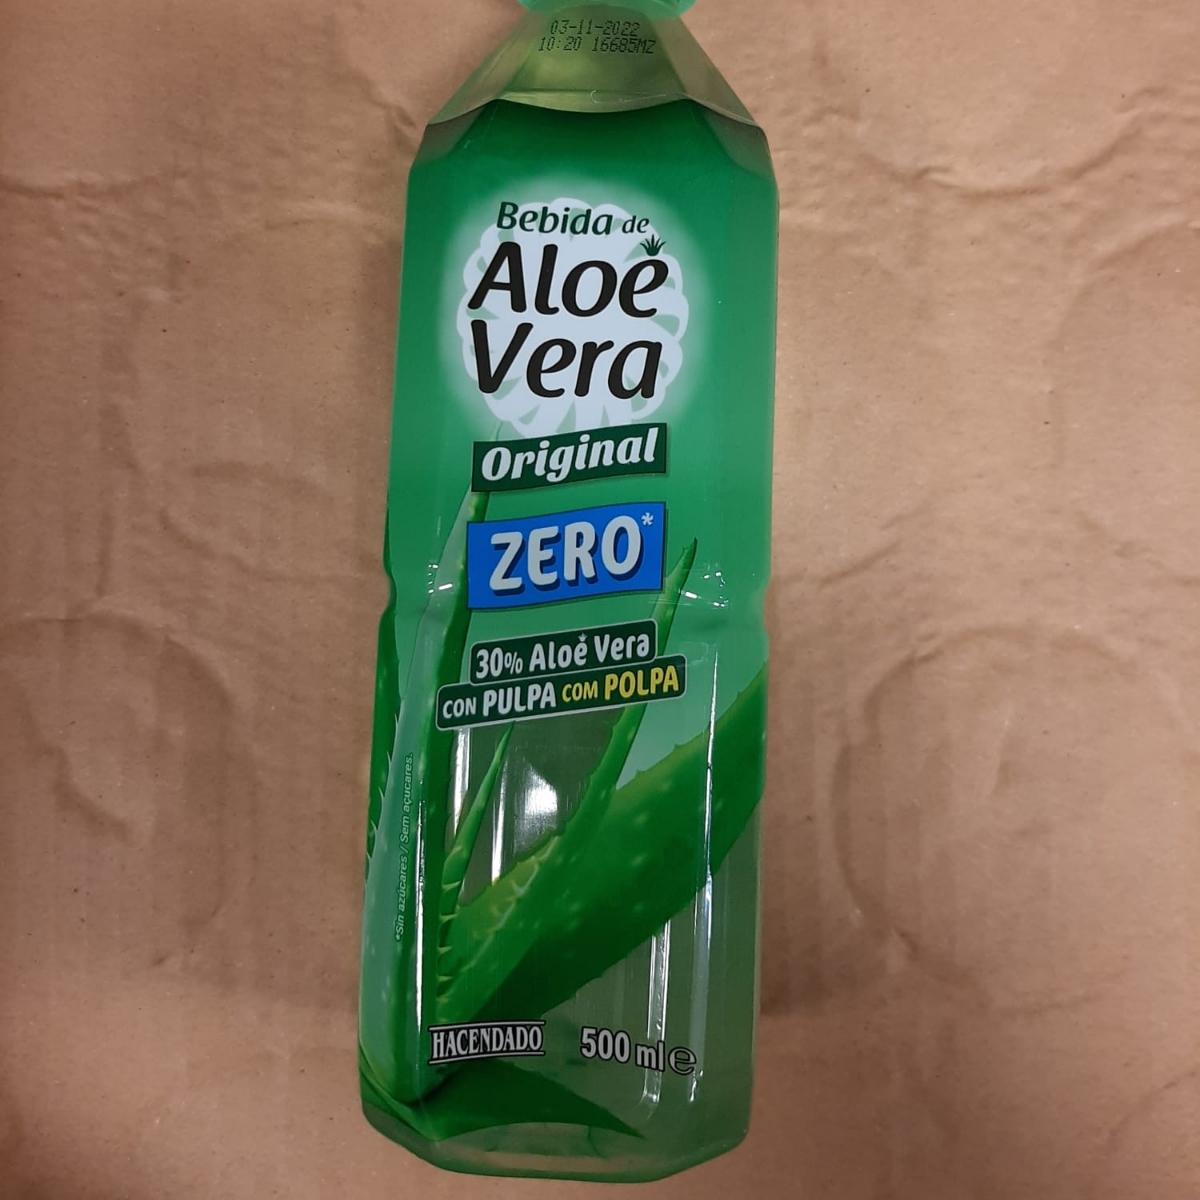 03-11-2022
10:20 16685MZ
Bebida de
Aloe
Vera
Original
ZERO*
30% Aloe Vera
CON PULPA COM POLPA
*Sin azúcares / Sem açúcares.
HACENDADO
500 ml e